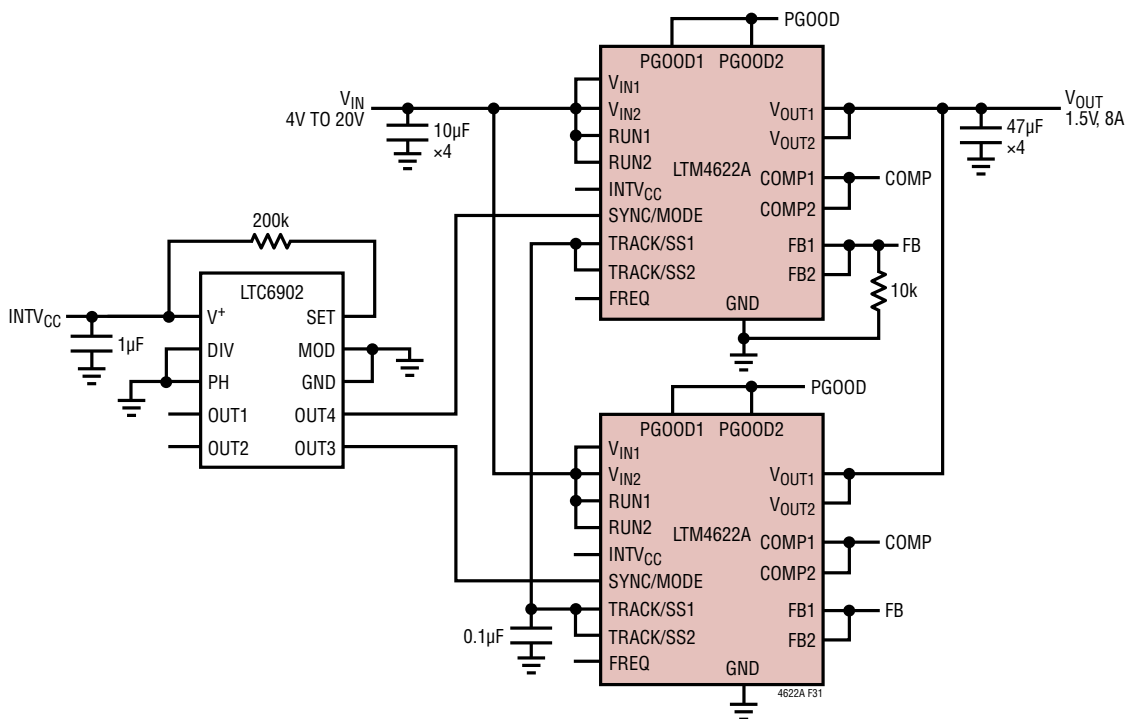 PGOOD
PGOOD1 PGOOD2
VIN
4V TO 20V
10µF
×4
VIN1
VIN2
RUN1
RUN2
INTVCC
SYNC/MODE
TRACK/SS1
TRACK/SS2
FREQ
LTM4622A
VOUT1
VOUT2
COMP1
COMP2
FB1
FB2
GND
VOUT
1.5V, 8A
47µF
×4
COMP
FB
10k
200k
LTC6902
INTVCC
1µF
V+
DIV
PH
OUT1
OUT2
SET
MOD
GND
OUT4
OUT3
PGOOD
PGOOD1 PGOOD2
VIN1
VIN2
RUN1
RUN2
INTVCC
SYNC/MODE
TRACK/SS1
TRACK/SS2
FREQ
LTM4622A
VOUT1
VOUT2
COMP1
COMP2
FB1
FB2
GND
COMP
FB
0.1µF
4622A F31